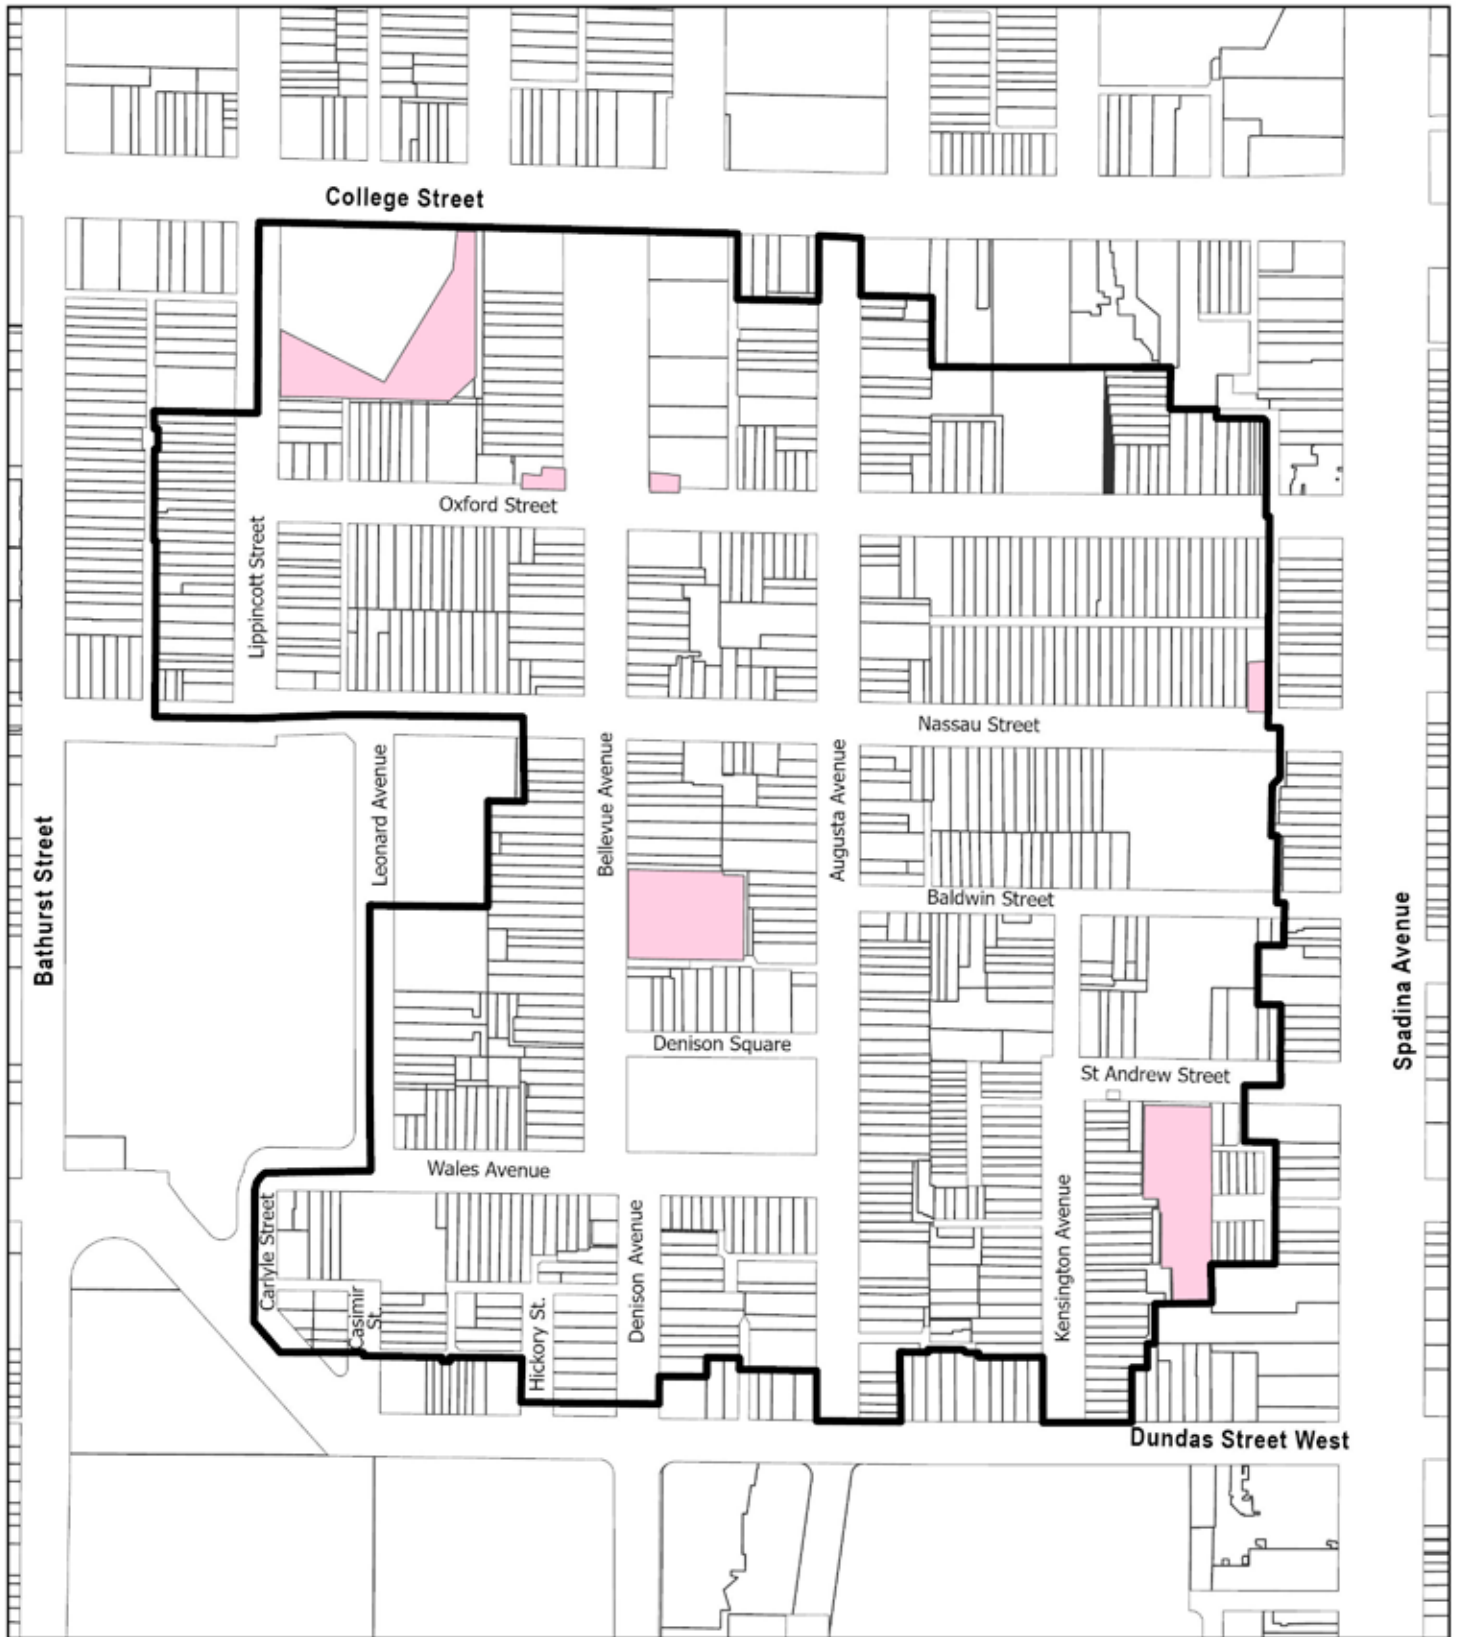 College Street
Oxford Street
Lippincott Street
Nassau Street
Leonard Avenue
Bellevue Avenue
Augusta Avenue
Bathurst Street
Baldwin Street
Spadina Avenue
Denison Square
St Andrew Street
Wales Avenue
Carlyle Street
Casimir
St.
Hickory St.
Denison Avenue
Kensington Avenue
Dundas Street West